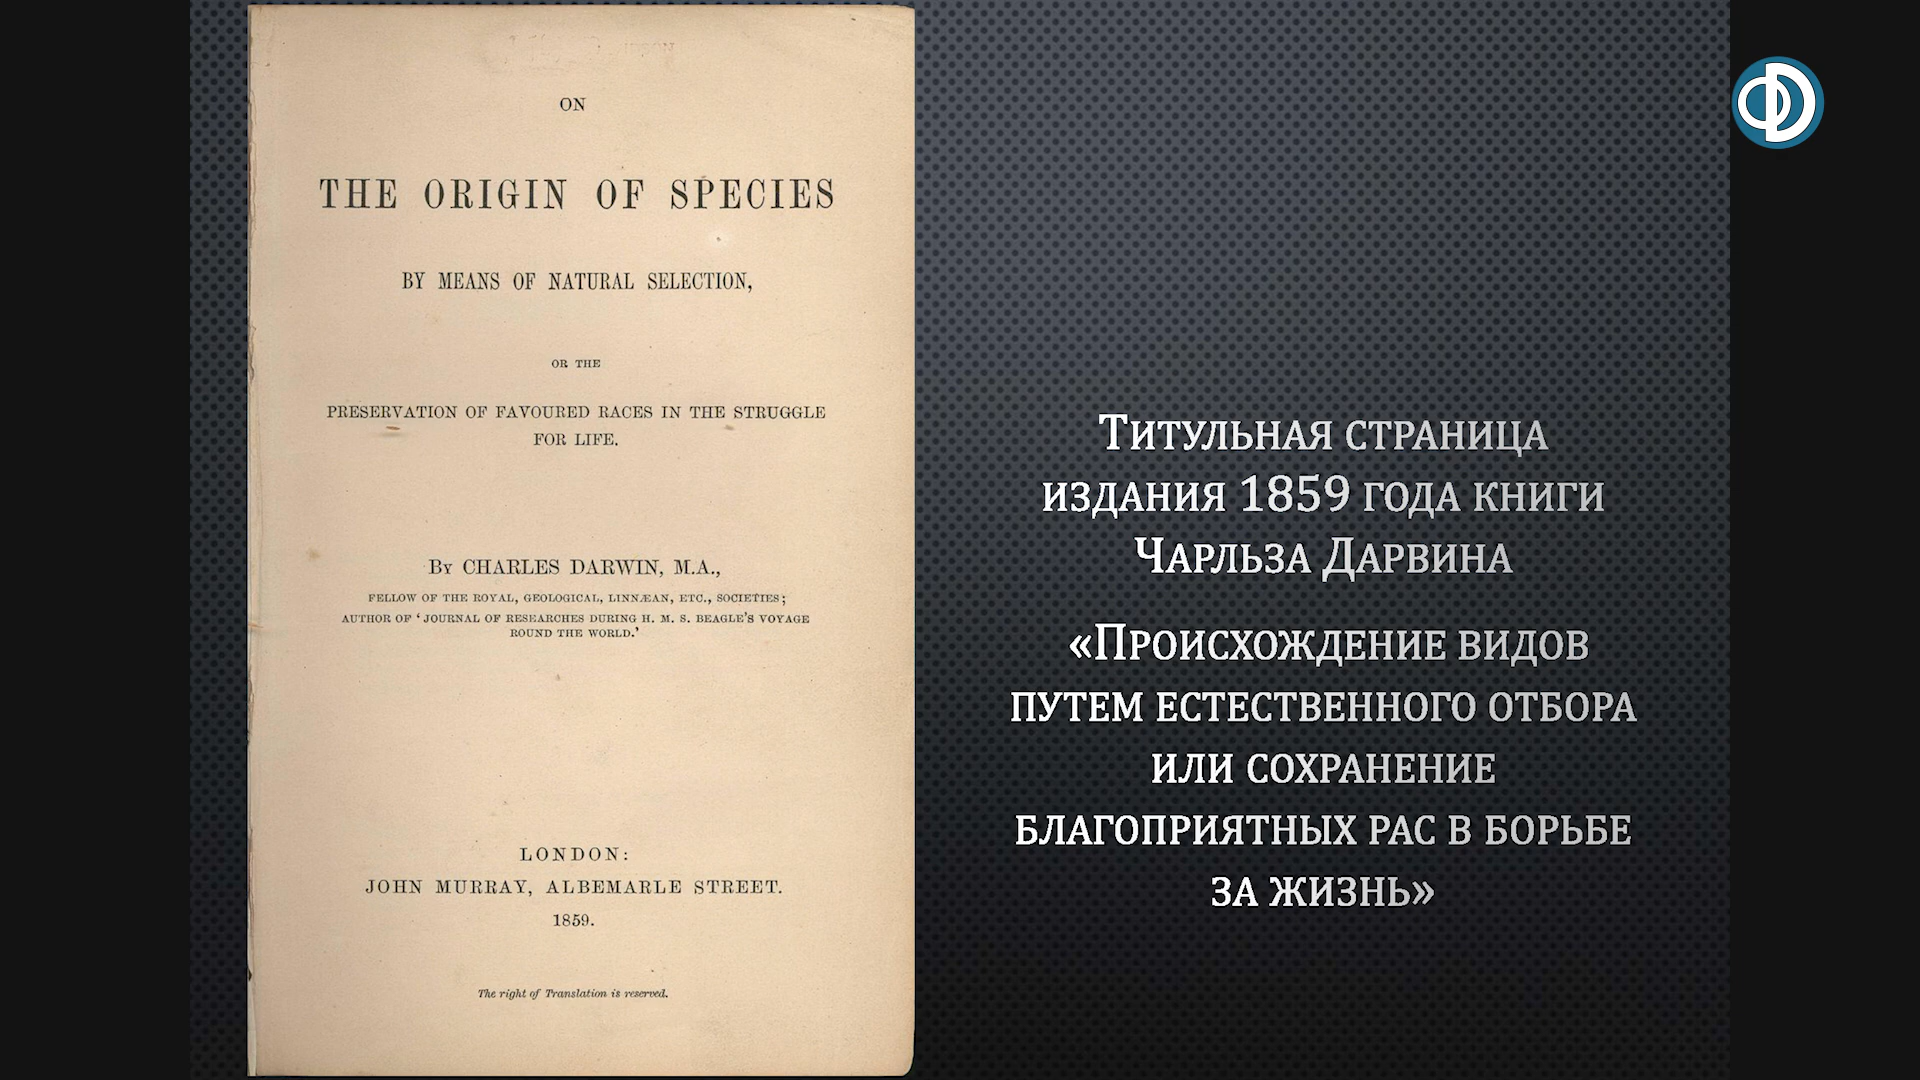 ON
THE ORIGIN OF SPECIES
BY MEANS OF NATURAL SELECTION,
OR THE
PRESERVATION OF FAVOURED RACES IN THE STRUGGLE
FOR LIFE.
BY CHARLES DARWIN, M.A.,
FELLOW OF THE ROYAL, GEOLOGICAL, LINNÆAN, ETC., SOCIETIES;
AUTHOR OF 'JOURNAL OF RESEARCHES DURING H. M. S. BEAGLE'S VOYAGE
ROUND THE WORLD.'
LONDON:
JOHN MURRAY, ALBEMARLE STREET.
1859.
The right of Translation is reserved.
Титульная страница
издания 1859 года книги
Чарльза Дарвина
«Происхождение видов
путем естественного отбора
или сохранение
благоприятных рас в борьбе
за жизнь»